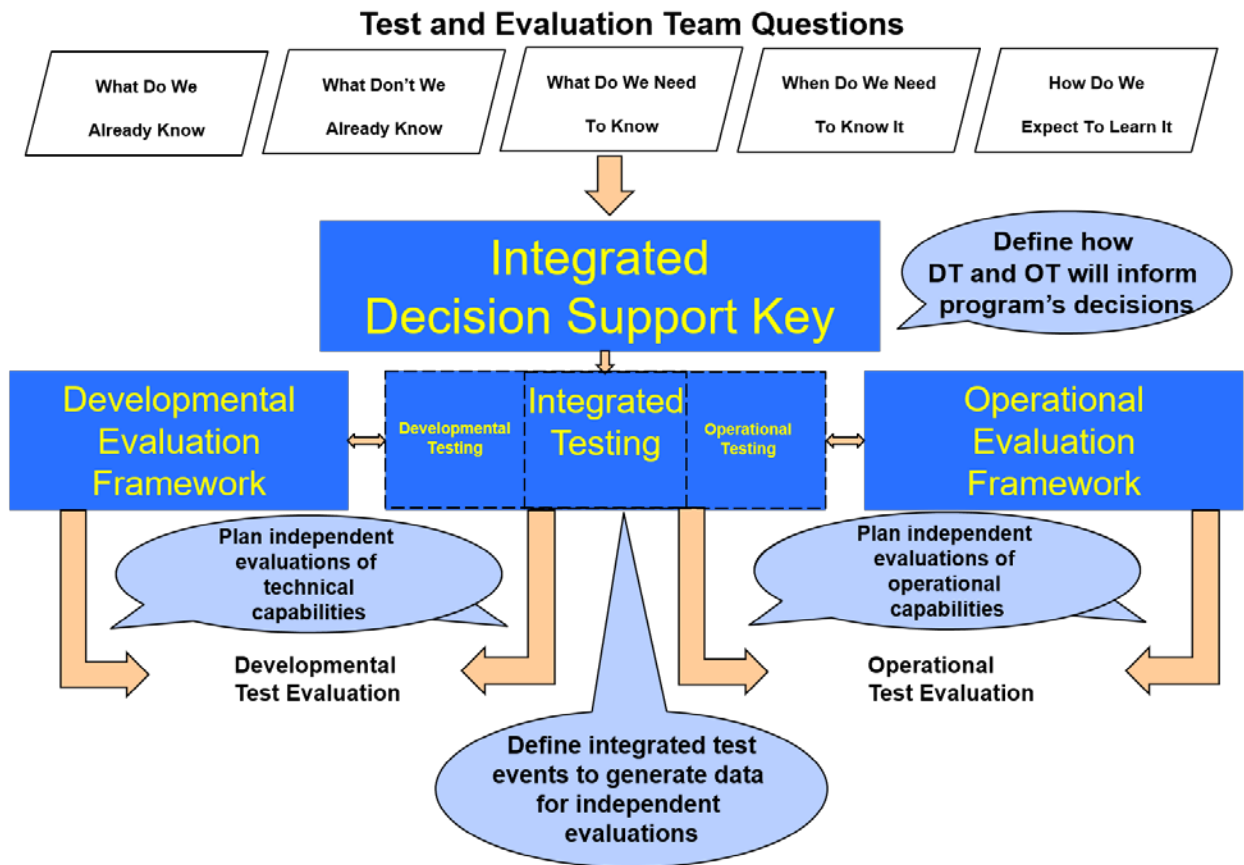 Test and Evaluation Team Questions
What Do We
Already Know
What Don't We
Already Know
What Do We Need
To Know
When Do We Need
To Know It
How Do We
Expect To Learn It
Integrated
Decision Support Key
Define how
DT and OT will inform
program's decisions
Developmental
Evaluation
Framework
Developmental
Testing
Integrated
Testing
Operational
Testing
Operational
Evaluation
Framework
Plan independent
evaluations of
technical
capabilities
Plan independent
evaluations of
operational
capabilities
Developmental
Test Evaluation
Operational
Test Evaluation
Define integrated test
events to generate data
for independent
evaluations